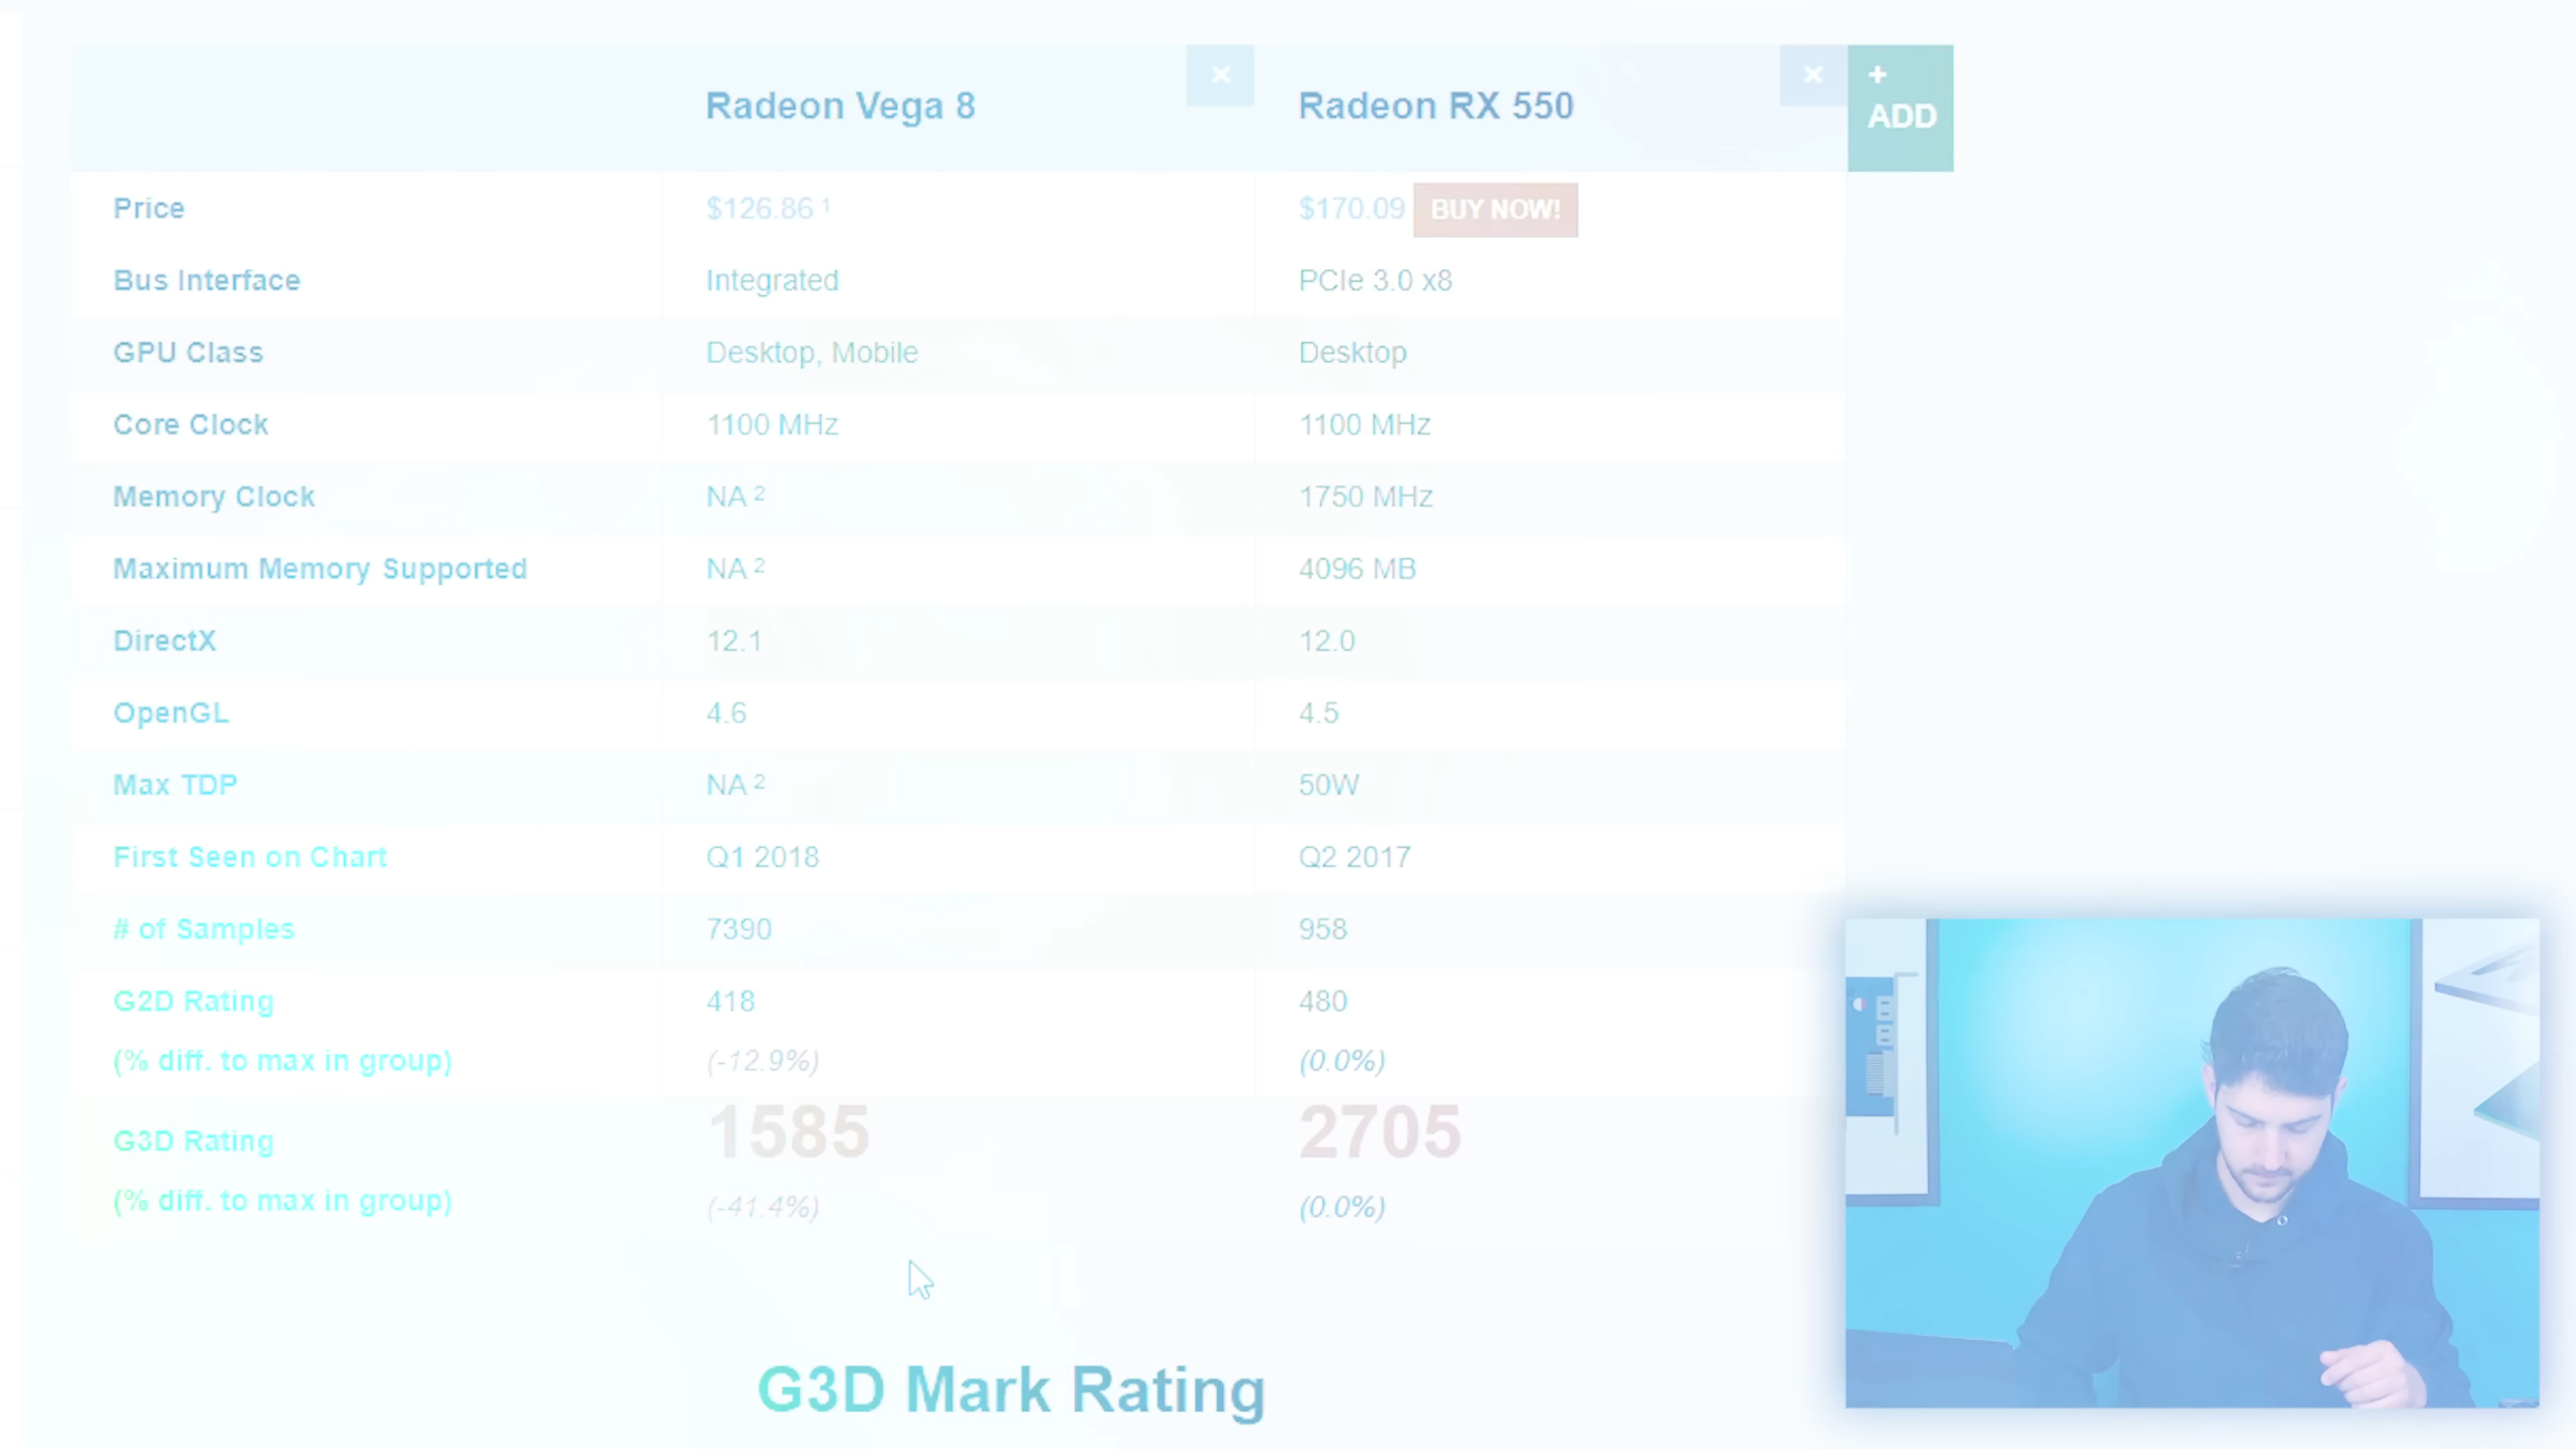 Radeon Vega 8 × Radeon RX 550 × + ADD
Price $126.86 ¹ $170.09 BUY NOW!
Bus Interface Integrated PCIe 3.0 x8
GPU Class Desktop, Mobile Desktop
Core Clock 1100 MHz 1100 MHz
Memory Clock NA ² 1750 MHz
Maximum Memory Supported NA ² 4096 MB
DirectX 12.1 12.0
OpenGL 4.6 4.5
Max TDP NA ² 50W
First Seen on Chart Q1 2018 Q2 2017
# of Samples 7390 958
G2D Rating 418 480
(% diff. to max in group) (-12.9%) (0.0%)
G3D Rating 1585 2705
(% diff. to max in group) (-41.4%) (0.0%)
G3D Mark Rating